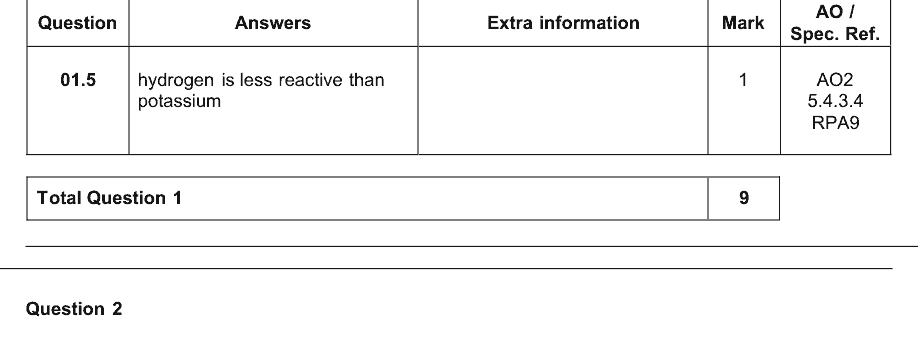 Question Answers Extra information Mark AO /
Spec. Ref.
01.5 hydrogen is less reactive than 1 AO2
potassium 5.4.3.4
RPA9
Total Question 1 9
Question 2